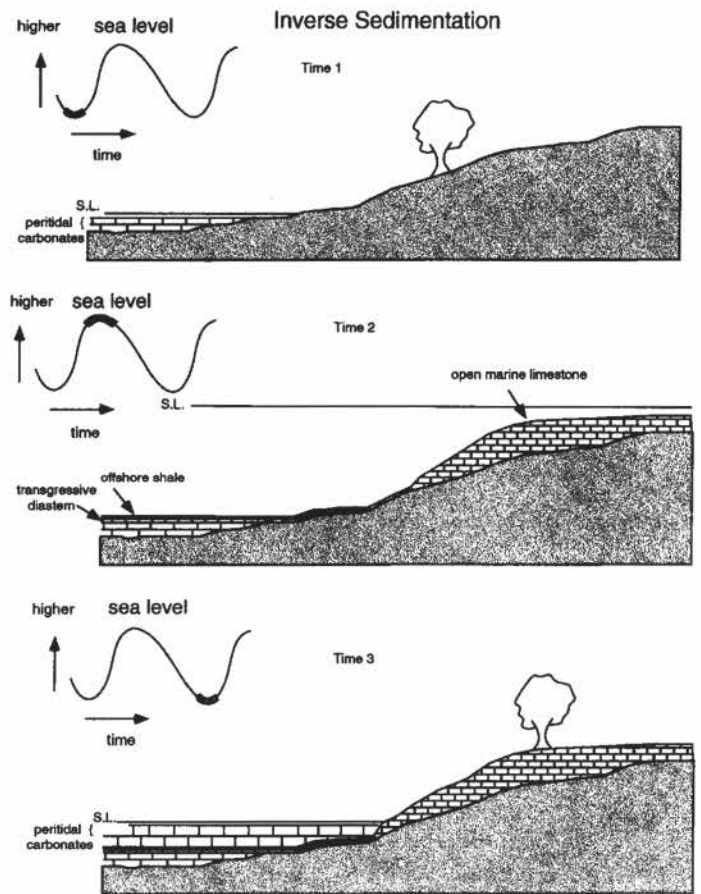 Inverse Sedimentation
higher
sea level
Time 1
time
S.L.
peritidal {
carbonates
higher
sea level
Time 2
open marine limestone
S.L.
time
offshore shale
transgressive
diastem
higher
sea level
Time 3
time
S.L.
peritidal {
carbonates